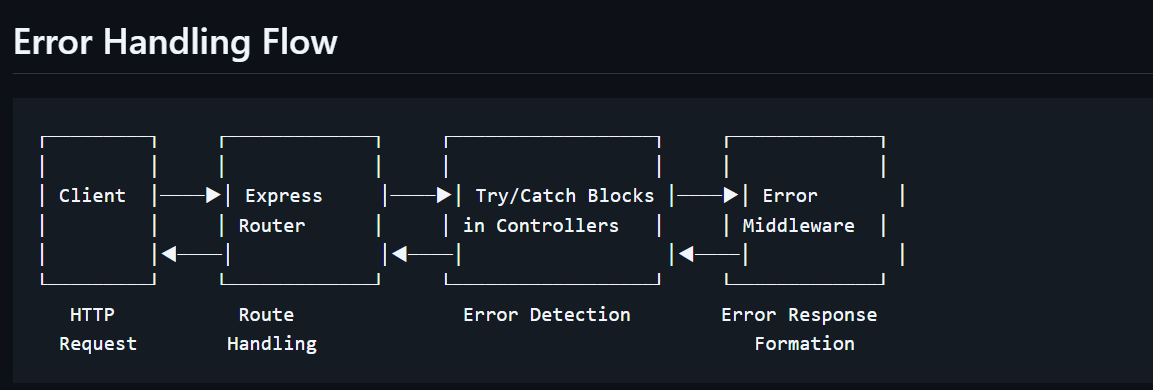 Error Handling Flow
Client Express Try/Catch Blocks Error
Router in Controllers Middleware
HTTP Route Error Detection Error Response
Request Handling Formation